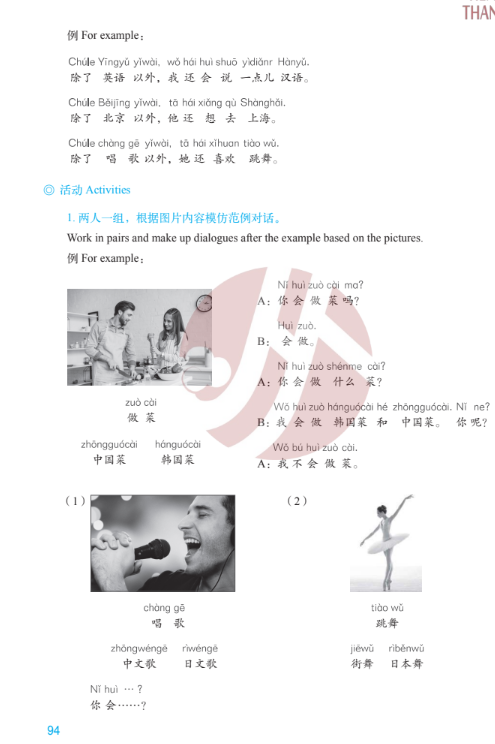 THAN
例 For example:
Chúle Yīngyǔ yǐwài, wǒ hái huì shuō yìdiǎnr Hànyǔ.
除了 英语 以外，我 还 会 说 一点儿 汉语。
Chúle Běijīng yǐwài, tā hái xiǎng qù Shànghǎi.
除了 北京 以外，他 还 想 去 上海。
Chúle chàng gē yǐwài, tā hái xǐhuan tiào wǔ.
除了 唱 歌 以外，她 还 喜欢 跳舞。
◎ 活动 Activities
1. 两人一组，根据图片内容模仿范例对话。
Work in pairs and make up dialogues after the example based on the pictures.
例 For example:
Nǐ huì zuò cài ma?
A：你 会 做 菜 吗？
Huì zuò.
B：会 做。
Nǐ huì zuò shénme cài?
A：你 会 做 什么 菜？
Wǒ huì zuò hánguócài hé zhōngguócài. Nǐ ne?
B：我 会 做 韩国菜 和 中国菜。 你 呢？
Wǒ bú huì zuò cài.
A：我 不 会 做 菜。
zuò cài
做 菜
zhōngguócài hánguócài
中国菜 韩国菜
（1）
chàng gē
唱 歌
zhōngwéngē rìwéngē
中文歌 日文歌
Nǐ huì … ?
你 会……？
（2）
tiào wǔ
跳舞
jiēwǔ rìběnwǔ
街舞 日本舞
94